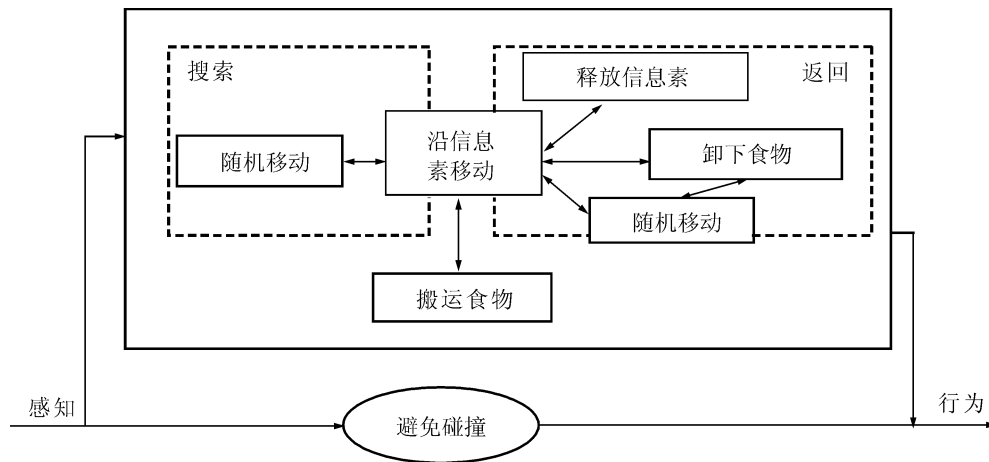 搜索
释放信息素
返回
沿信息
素移动
随机移动
卸下食物
随机移动
搬运食物
感知
行为
避免碰撞